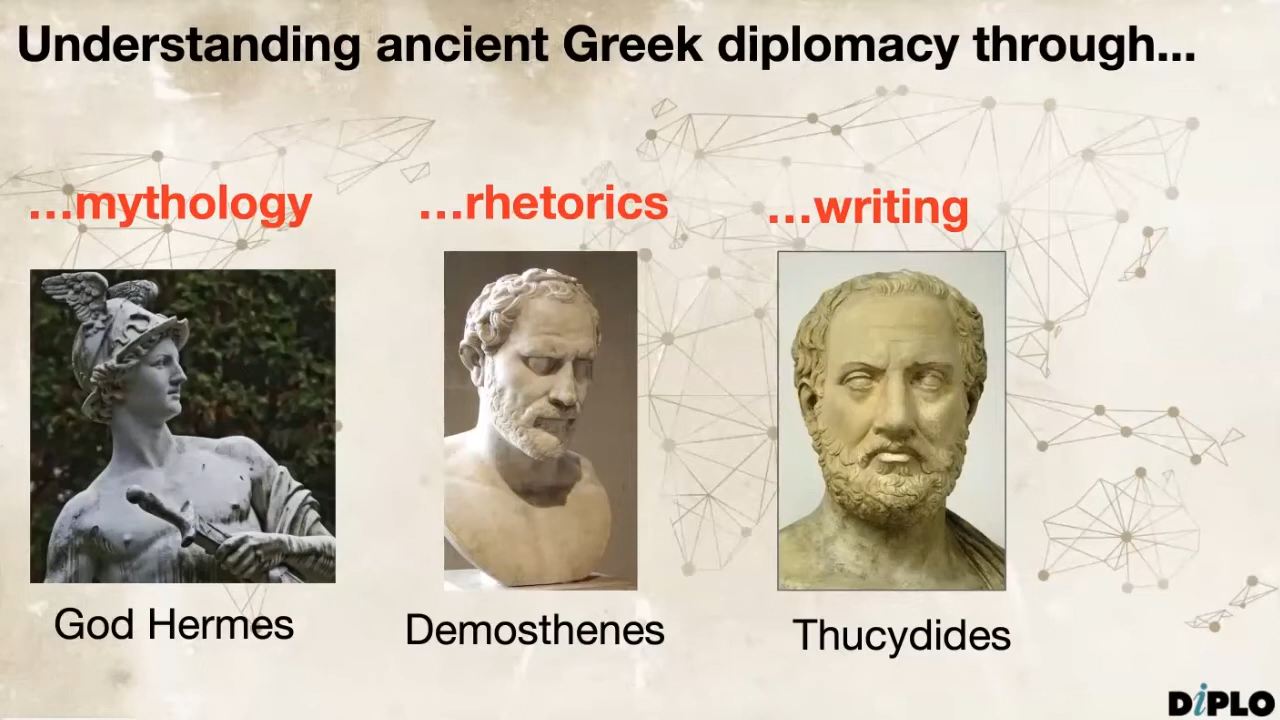 Understanding ancient Greek diplomacy through...
...mythology
...rhetorics
...writing
God Hermes
Demosthenes
Thucydides
DiPLO